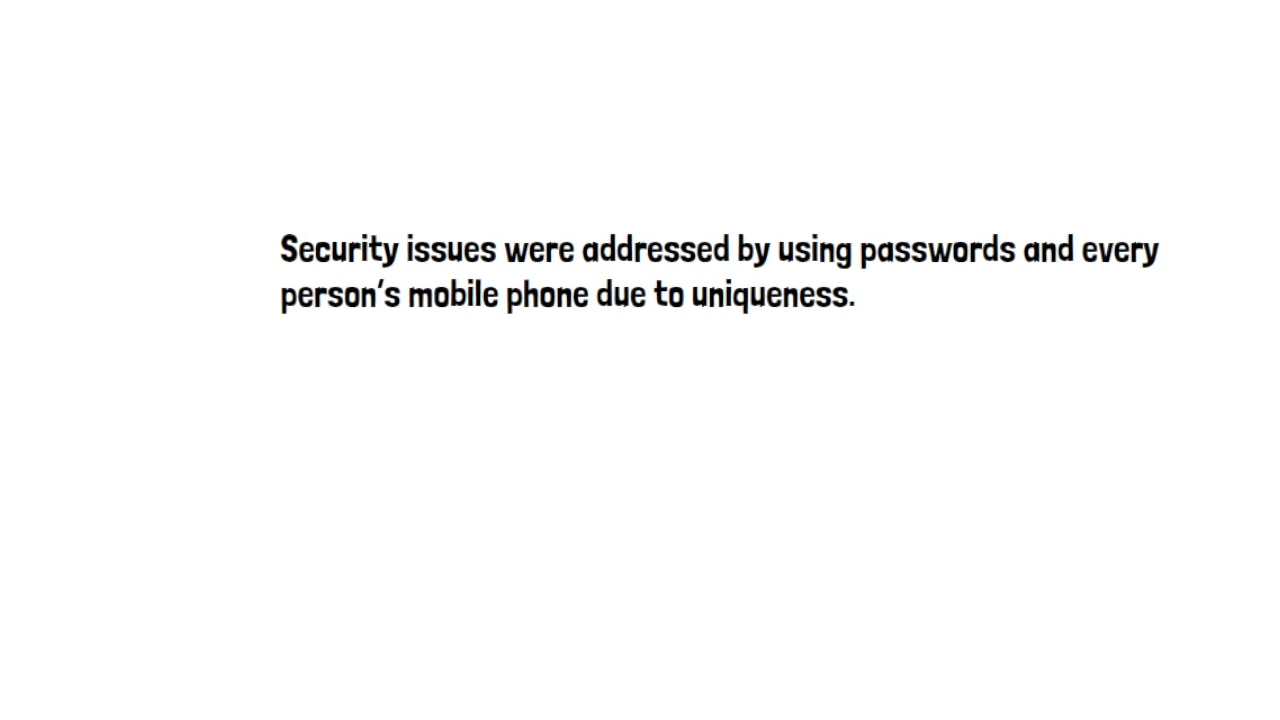 Security issues were addressed by using passwords and every
person's mobile phone due to uniqueness.